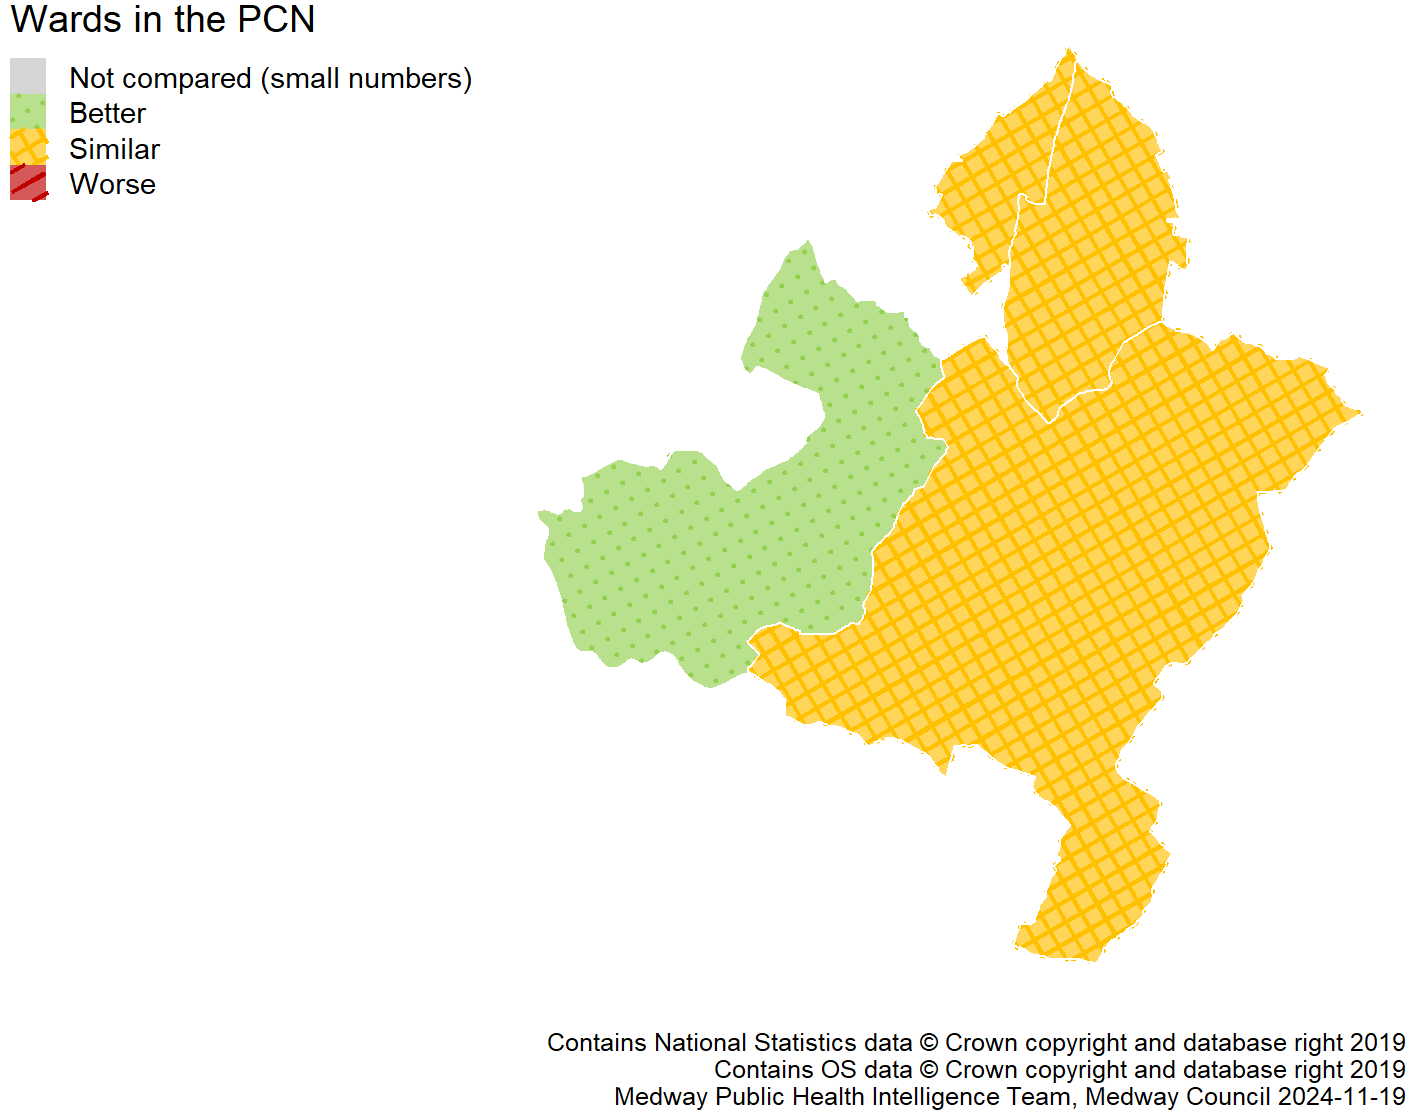 Wards in the PCN
Not compared (small numbers)
Better
Similar
Worse
Contains National Statistics data © Crown copyright and database right 2019
Contains OS data © Crown copyright and database right 2019
Medway Public Health Intelligence Team, Medway Council 2024-11-19